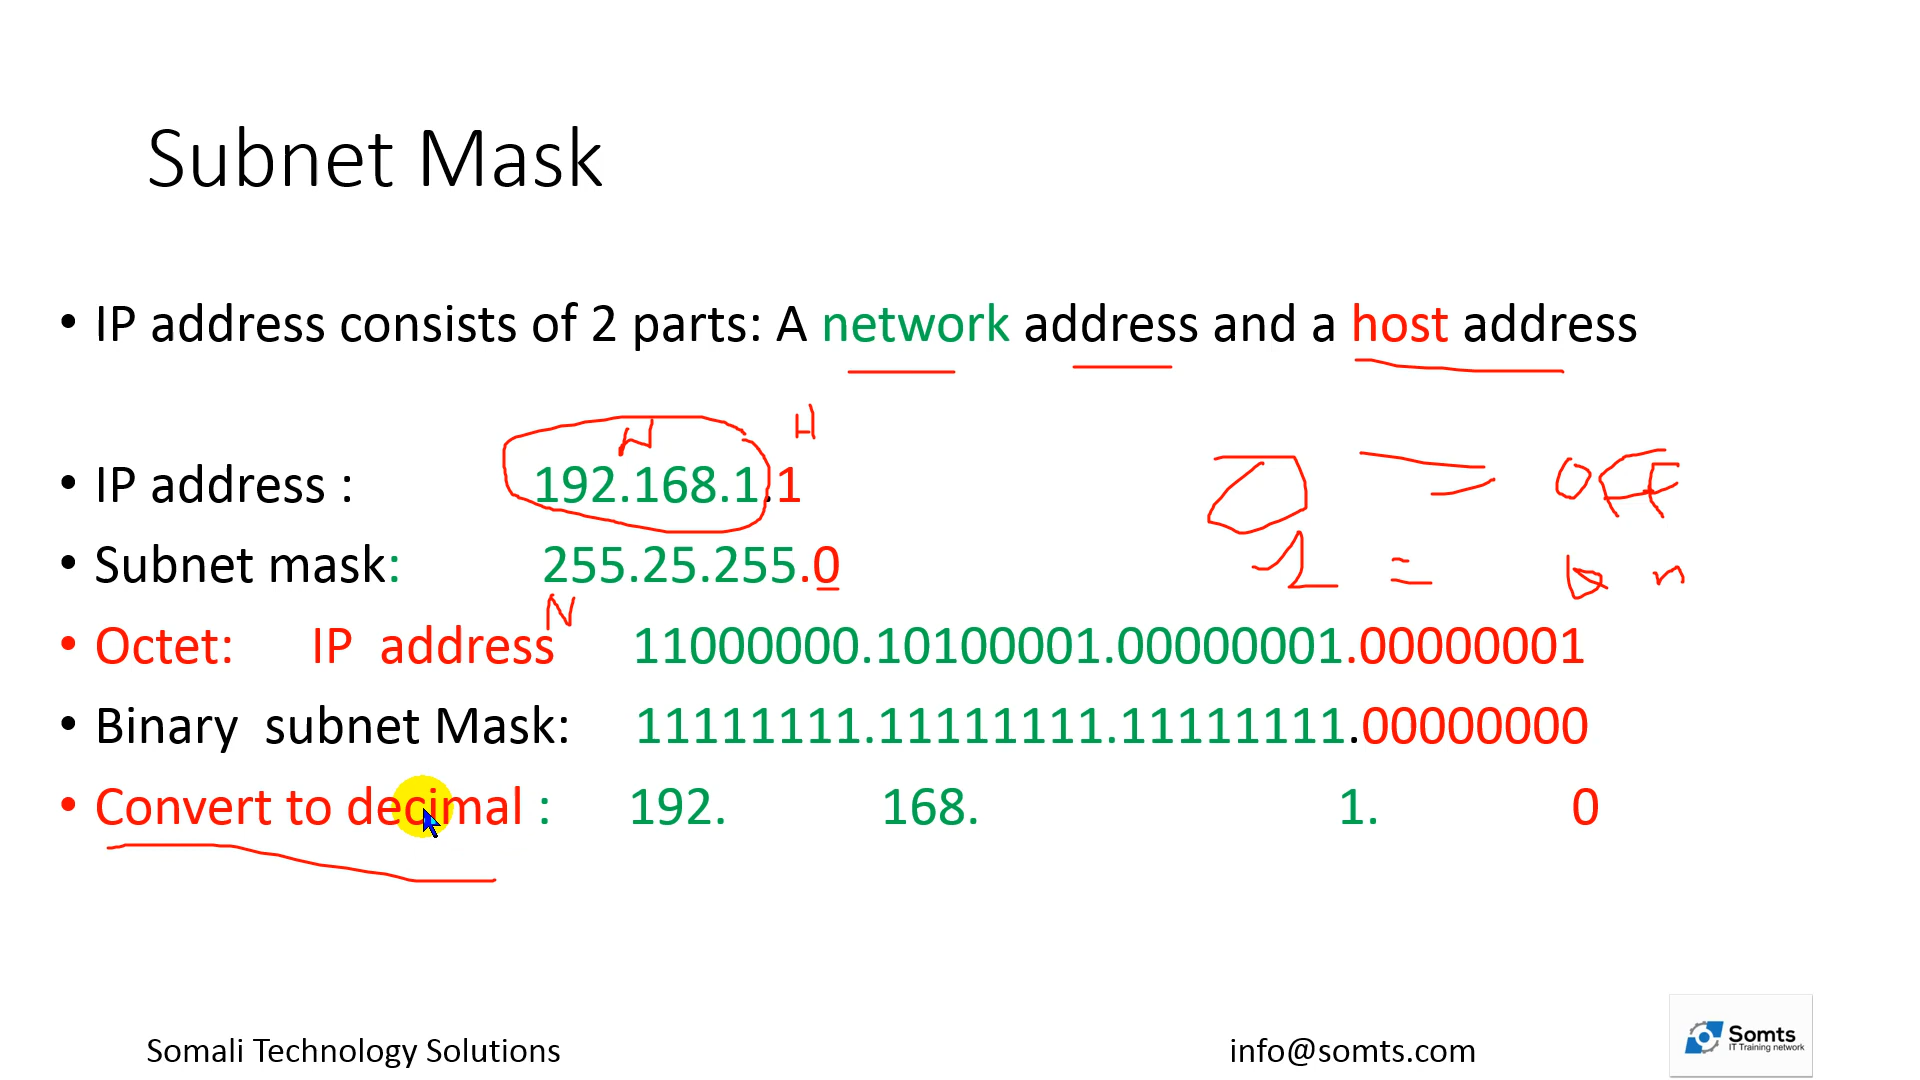 Subnet Mask
• IP address consists of 2 parts: A network address and a host address
N H
• IP address : 192.168.1.1
= OFF
• Subnet mask: 255.25.255.0
1 = on
N
• Octet: IP address 11000000.10100001.00000001.00000001
• Binary subnet Mask: 11111111.11111111.11111111.00000000
• Convert to decimal : 192. 168. 1. 0
Somali Technology Solutions
info@somts.com
Somts
IT Training network